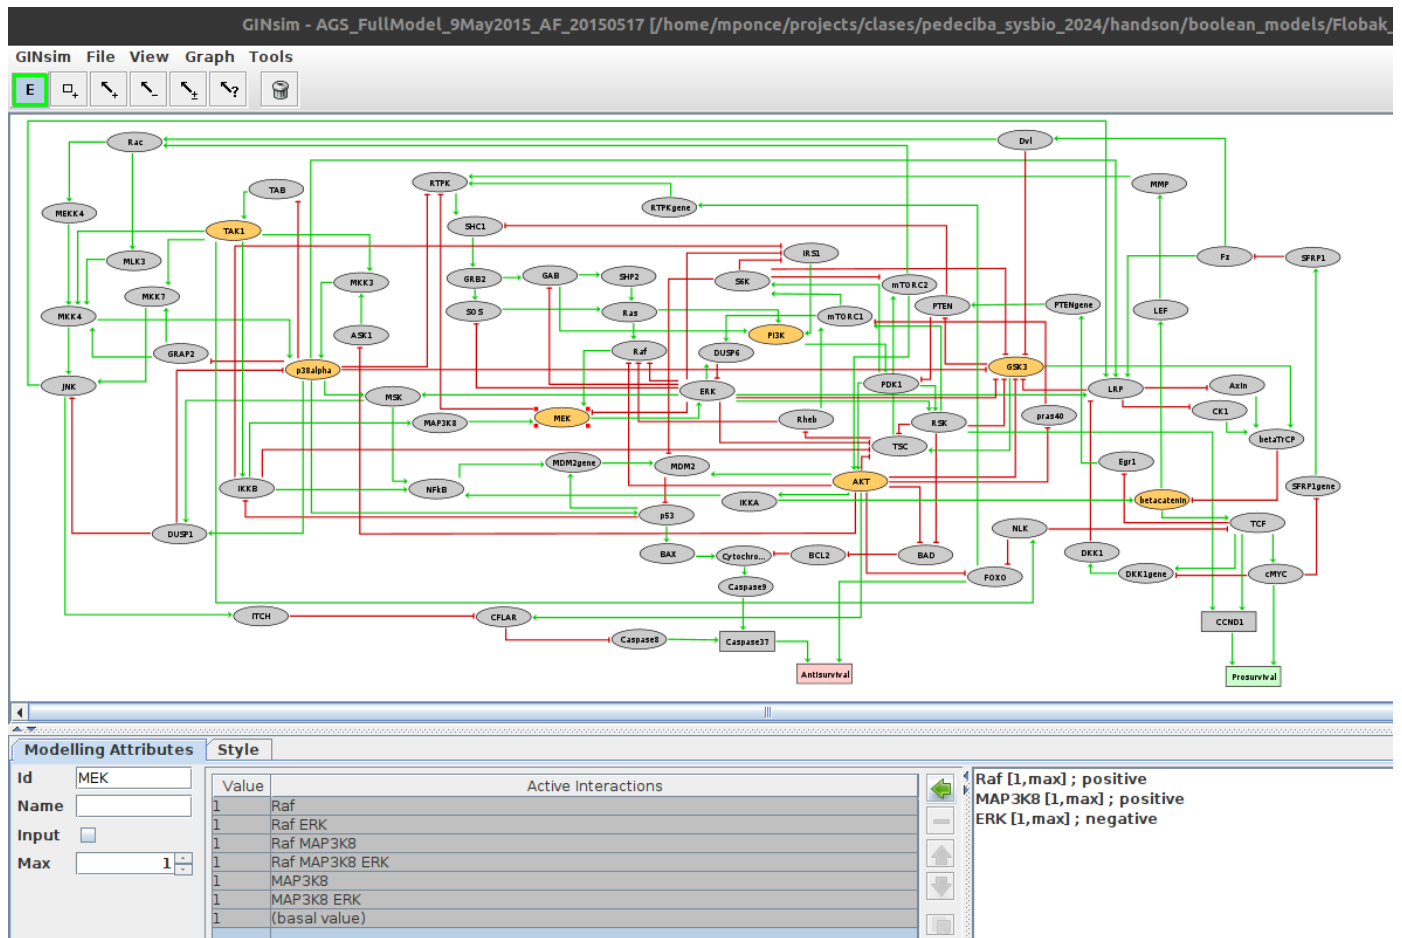 GINsim - AGS_FullModel_9May2015_AF_20150517 [/home/mponce/projects/clases/pedeciba_sysbio_2024/handson/boolean_models/Flobak_
GINsim File View Graph Tools
E
Rac
Dvl
TAB
RTPK
MMP
MEKK4
RTPKgene
TAK1
SHC1
IRS1
Fz
SFRP1
MLK3
GRB2
GAB
SHP2
S6K
mTORC2
MKK3
MKK7
PTEN
PTENgene
MKK4
SOS
Ras
mTORC1
LEF
ASK1
PI3K
GRAP2
Raf
DUSP6
p38alpha
GSK3
JNK
MSK
ERK
PDK1
LRP
Axin
CK1
MAP3K8
MEK
Rheb
RSK
pras40
TSC
betaTrCP
MDM2gene
MDM2
Egr1
IKKB
NFkB
AKT
SFRP1gene
IKKA
betacatenin
p53
NLK
TCF
DUSP1
BAX
Cytochro...
BCL2
BAD
DKK1
FOXO
DKK1gene
cMYC
Caspase9
ITCH
CFLAR
CCND1
Caspase8
Caspase37
Antisurvival
Prosurvival
Modelling Attributes Style
Id MEK
Name
Input
Max 1
Value Active Interactions
1 Raf
1 Raf ERK
1 Raf MAP3K8
1 Raf MAP3K8 ERK
1 MAP3K8
1 MAP3K8 ERK
1 (basal value)
Raf [1,max] ; positive
MAP3K8 [1,max] ; positive
ERK [1,max] ; negative